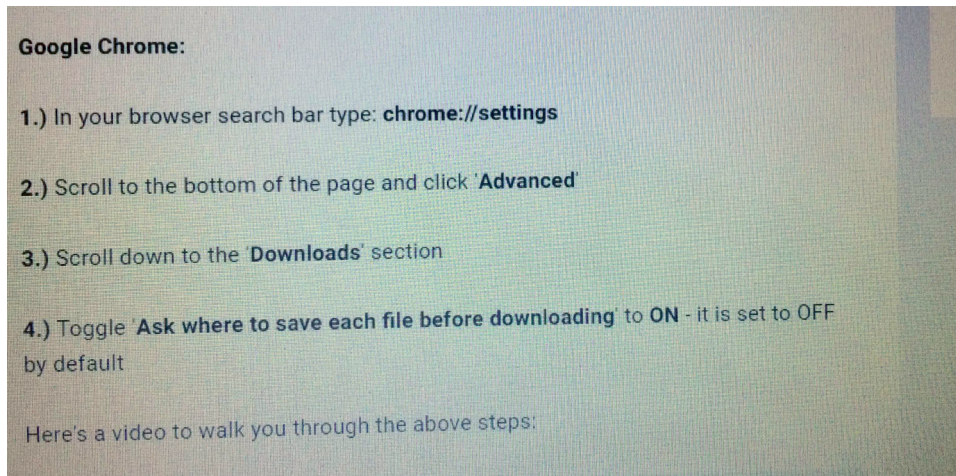 Google Chrome:
1.) In your browser search bar type: chrome://settings
2.) Scroll to the bottom of the page and click 'Advanced'
3.) Scroll down to the 'Downloads' section
4.) Toggle 'Ask where to save each file before downloading' to ON - it is set to OFF
by default
Here's a video to walk you through the above steps: